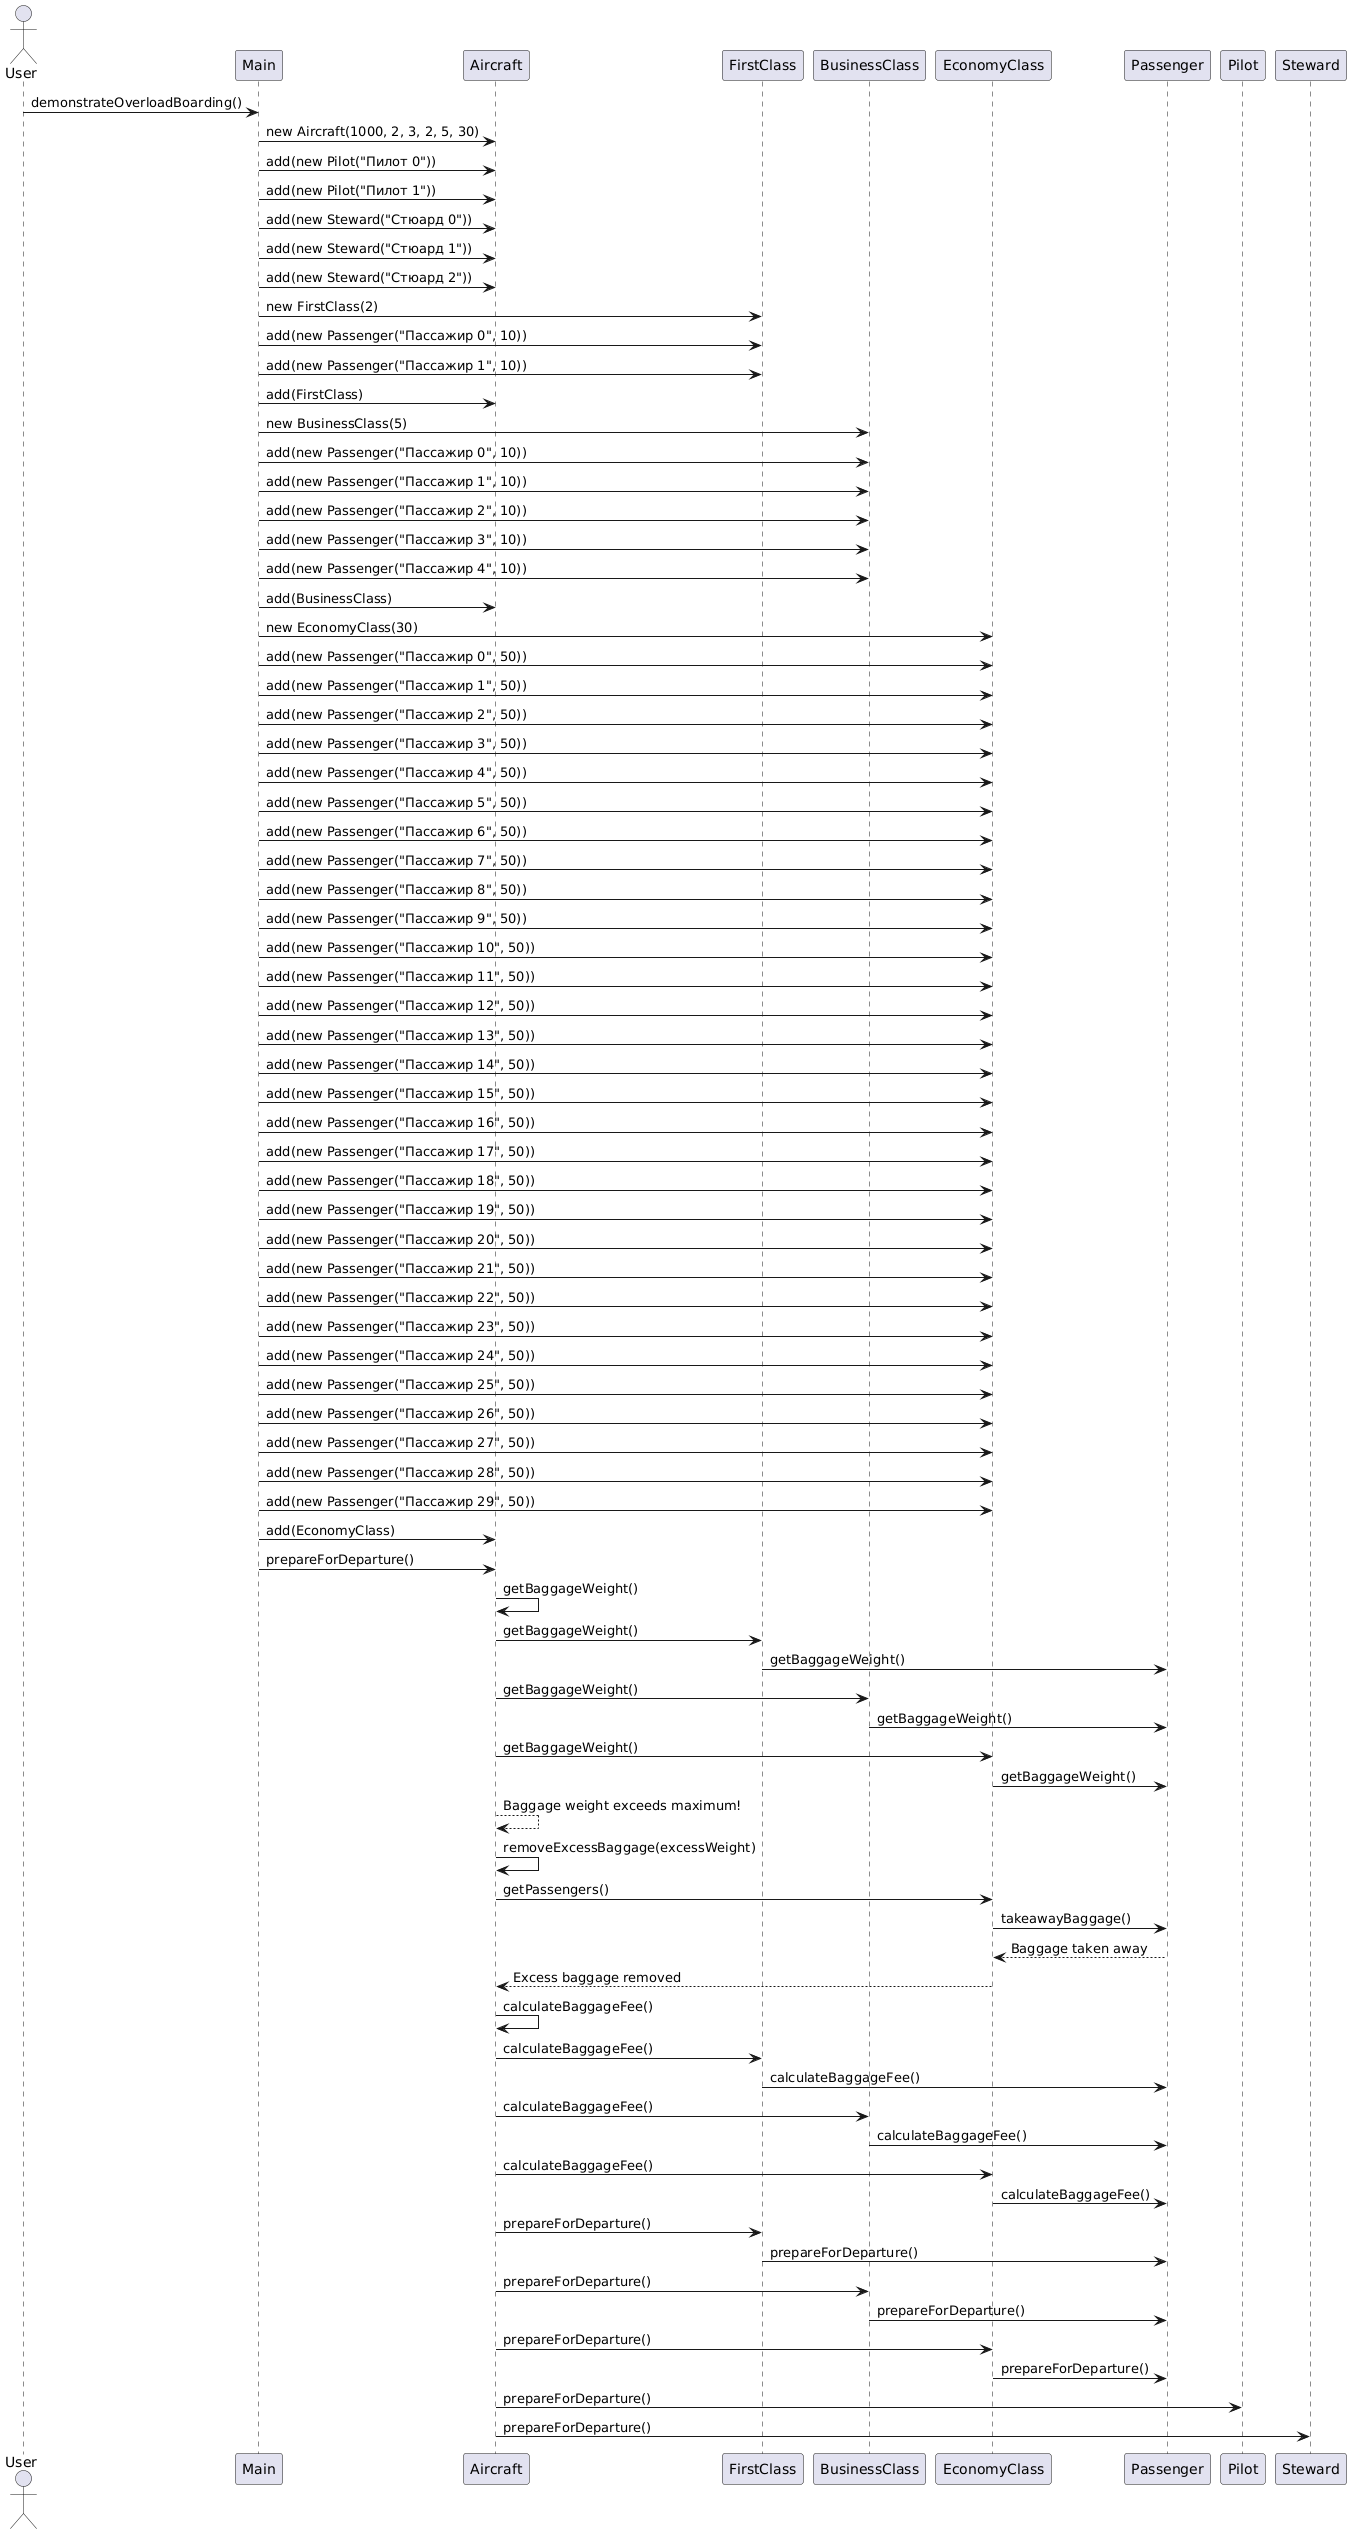 User
Main
Aircraft
FirstClass
BusinessClass
EconomyClass
Passenger
Pilot
Steward
demonstrateOverloadBoarding()
new Aircraft(1000, 2, 3, 2, 5, 30)
add(new Pilot("Пилот 0"))
add(new Pilot("Пилот 1"))
add(new Steward("Стюард 0"))
add(new Steward("Стюард 1"))
add(new Steward("Стюард 2"))
new FirstClass(2)
add(new Passenger("Пассажир 0", 10))
add(new Passenger("Пассажир 1", 10))
add(FirstClass)
new BusinessClass(5)
add(new Passenger("Пассажир 0", 10))
add(new Passenger("Пассажир 1", 10))
add(new Passenger("Пассажир 2", 10))
add(new Passenger("Пассажир 3", 10))
add(new Passenger("Пассажир 4", 10))
add(BusinessClass)
new EconomyClass(30)
add(new Passenger("Пассажир 0", 50))
add(new Passenger("Пассажир 1", 50))
add(new Passenger("Пассажир 2", 50))
add(new Passenger("Пассажир 3", 50))
add(new Passenger("Пассажир 4", 50))
add(new Passenger("Пассажир 5", 50))
add(new Passenger("Пассажир 6", 50))
add(new Passenger("Пассажир 7", 50))
add(new Passenger("Пассажир 8", 50))
add(new Passenger("Пассажир 9", 50))
add(new Passenger("Пассажир 10", 50))
add(new Passenger("Пассажир 11", 50))
add(new Passenger("Пассажир 12", 50))
add(new Passenger("Пассажир 13", 50))
add(new Passenger("Пассажир 14", 50))
add(new Passenger("Пассажир 15", 50))
add(new Passenger("Пассажир 16", 50))
add(new Passenger("Пассажир 17", 50))
add(new Passenger("Пассажир 18", 50))
add(new Passenger("Пассажир 19", 50))
add(new Passenger("Пассажир 20", 50))
add(new Passenger("Пассажир 21", 50))
add(new Passenger("Пассажир 22", 50))
add(new Passenger("Пассажир 23", 50))
add(new Passenger("Пассажир 24", 50))
add(new Passenger("Пассажир 25", 50))
add(new Passenger("Пассажир 26", 50))
add(new Passenger("Пассажир 27", 50))
add(new Passenger("Пассажир 28", 50))
add(new Passenger("Пассажир 29", 50))
add(EconomyClass)
prepareForDeparture()
getBaggageWeight()
getBaggageWeight()
getBaggageWeight()
getBaggageWeight()
getBaggageWeight()
getBaggageWeight()
getBaggageWeight()
Baggage weight exceeds maximum!
removeExcessBaggage(excessWeight)
getPassengers()
takeawayBaggage()
Baggage taken away
Excess baggage removed
calculateBaggageFee()
calculateBaggageFee()
calculateBaggageFee()
calculateBaggageFee()
calculateBaggageFee()
calculateBaggageFee()
calculateBaggageFee()
prepareForDeparture()
prepareForDeparture()
prepareForDeparture()
prepareForDeparture()
prepareForDeparture()
prepareForDeparture()
prepareForDeparture()
prepareForDeparture()
User
Main
Aircraft
FirstClass
BusinessClass
EconomyClass
Passenger
Pilot
Steward